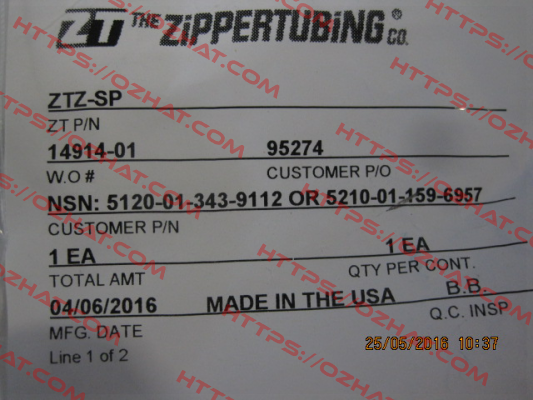 ZT THE ZiPPERTUBiNG® CO.
ZTZ-SP
ZT P/N
14914-01 95274
W.O # CUSTOMER P/O
NSN: 5120-01-343-9112 OR 5210-01-159-6957
CUSTOMER P/N
1 EA 1 EA
TOTAL AMT QTY PER CONT.
04/06/2016 MADE IN THE USA B.B.
MFG. DATE Q.C. INSP
Line 1 of 2
25/05/2016 10:37
HTTPS://OZHAT.COM